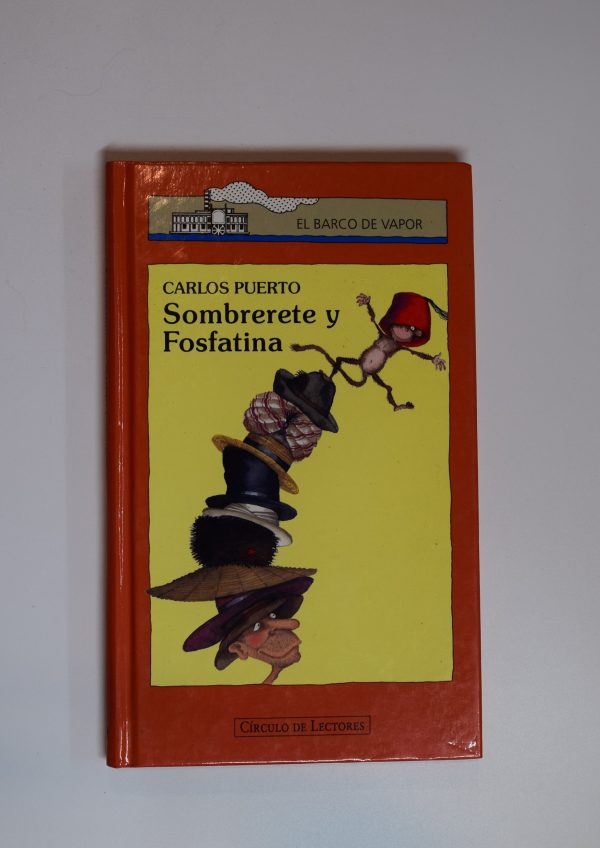 EL BARCO DE VAPOR
CARLOS PUERTO
Sombrerete y
Fosfatina
CÍRCULO DE LECTORES